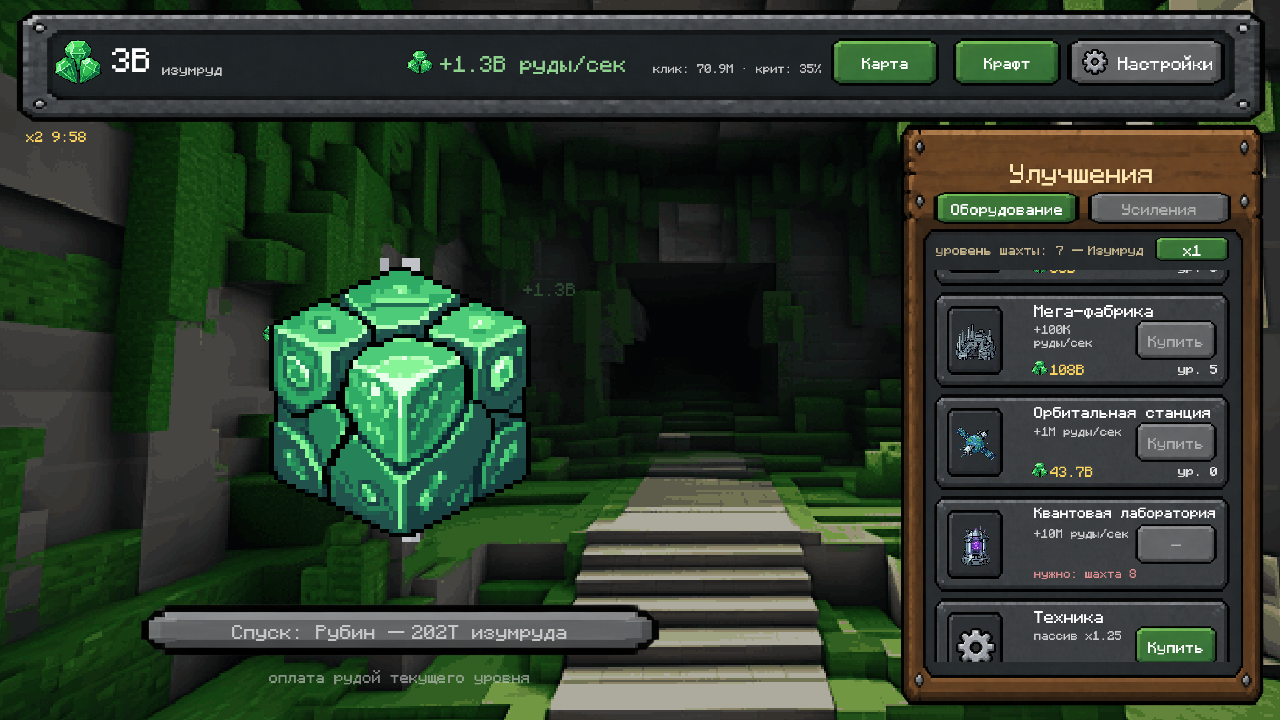 3B изумруд
+1.3B руды/сек
клик: 70.9M · крит: 35%
Карта
Крафт
Настройки
x2 9:58
Улучшения
Оборудование
Усиления
уровень шахты: 7 — Изумруд
x1
+1.3B
Мега-фабрика
+100K
руды/сек
Купить
108B
ур. 5
Орбитальная станция
+1M руды/сек
Купить
43.7B
ур. 0
Квантовая лаборатория
+10M руды/сек
—
нужно: шахта 8
Техника
пассив x1.25
Купить
Спуск: Рубин — 202T изумруда
оплата рудой текущего уровня